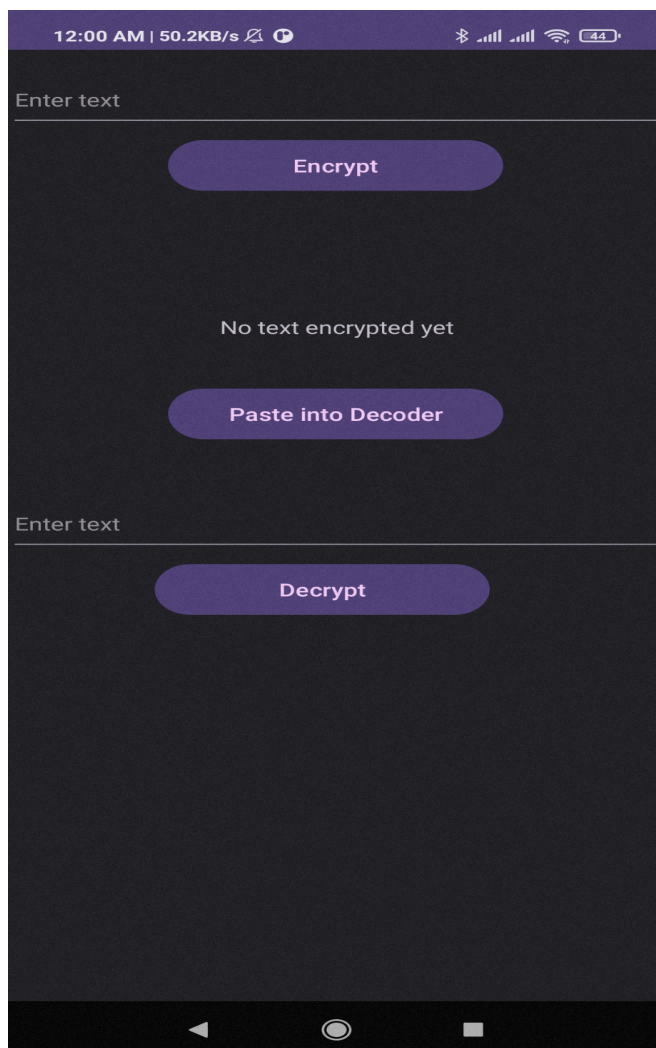 12:00 AM | 50.2KB/s 44
Enter text
Encrypt
No text encrypted yet
Paste into Decoder
Enter text
Decrypt